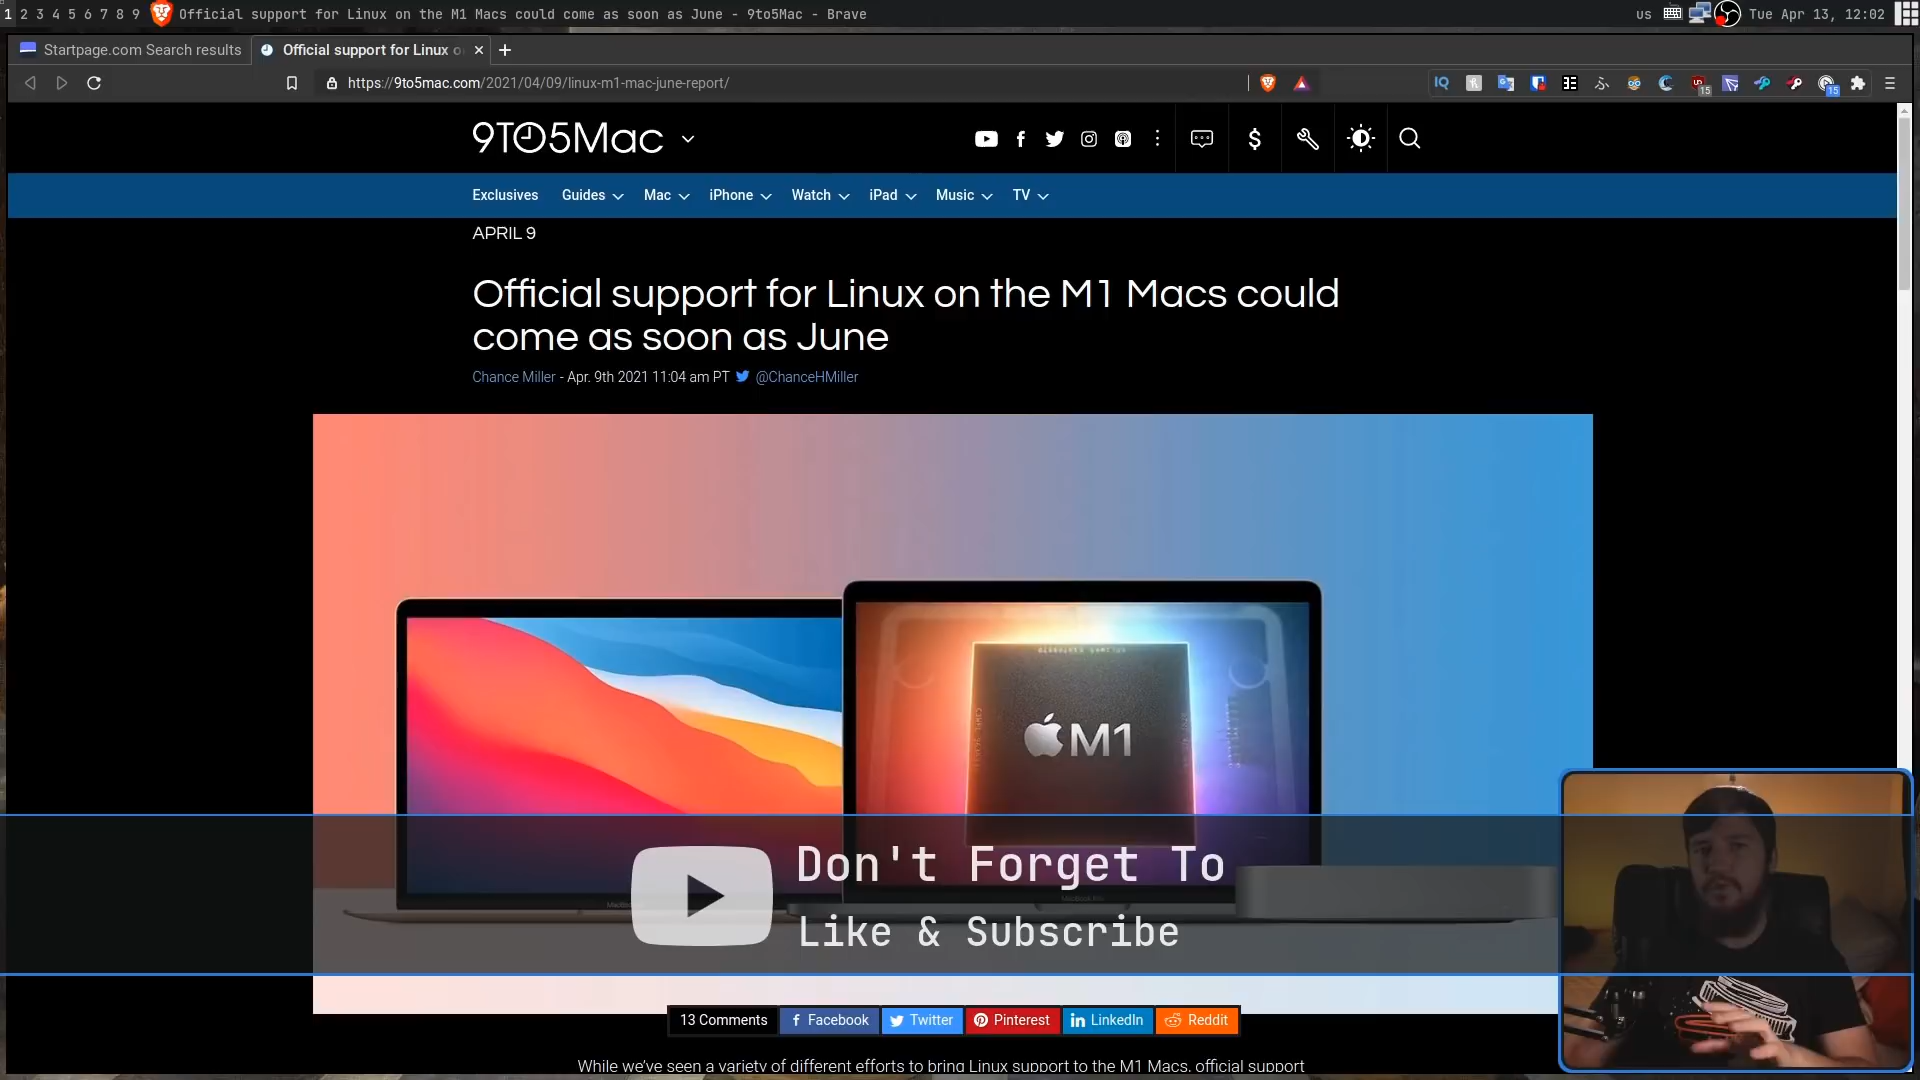 1 2 3 4 5 6 7 8 9 Official support for Linux on the M1 Macs could come as soon as June - 9to5Mac - Brave
us Tue Apr 13, 12:02
Startpage.com Search results
Official support for Linux o
https://9to5mac.com/2021/04/09/linux-m1-mac-june-report/
15
15
9TO5Mac
Exclusives Guides Mac iPhone Watch iPad Music TV
APRIL 9
Official support for Linux on the M1 Macs could
come as soon as June
Chance Miller - Apr. 9th 2021 11:04 am PT @ChanceHMiller
M1
Don't Forget To
Like & Subscribe
13 Comments Facebook Twitter Pinterest LinkedIn Reddit
While we've seen a variety of different efforts to bring Linux support to the M1 Macs, official support